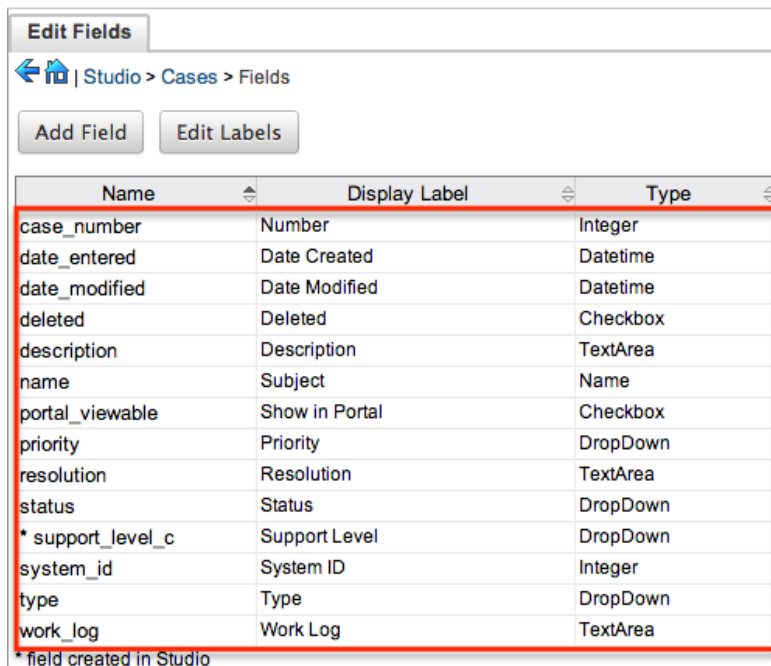 Edit Fields
| Studio > Cases > Fields
Add Field Edit Labels
Name Display Label Type
case_number Number Integer
date_entered Date Created Datetime
date_modified Date Modified Datetime
deleted Deleted Checkbox
description Description TextArea
name Subject Name
portal_viewable Show in Portal Checkbox
priority Priority DropDown
resolution Resolution TextArea
status Status DropDown
* support_level_c Support Level DropDown
system_id System ID Integer
type Type DropDown
work_log Work Log TextArea
* field created in Studio